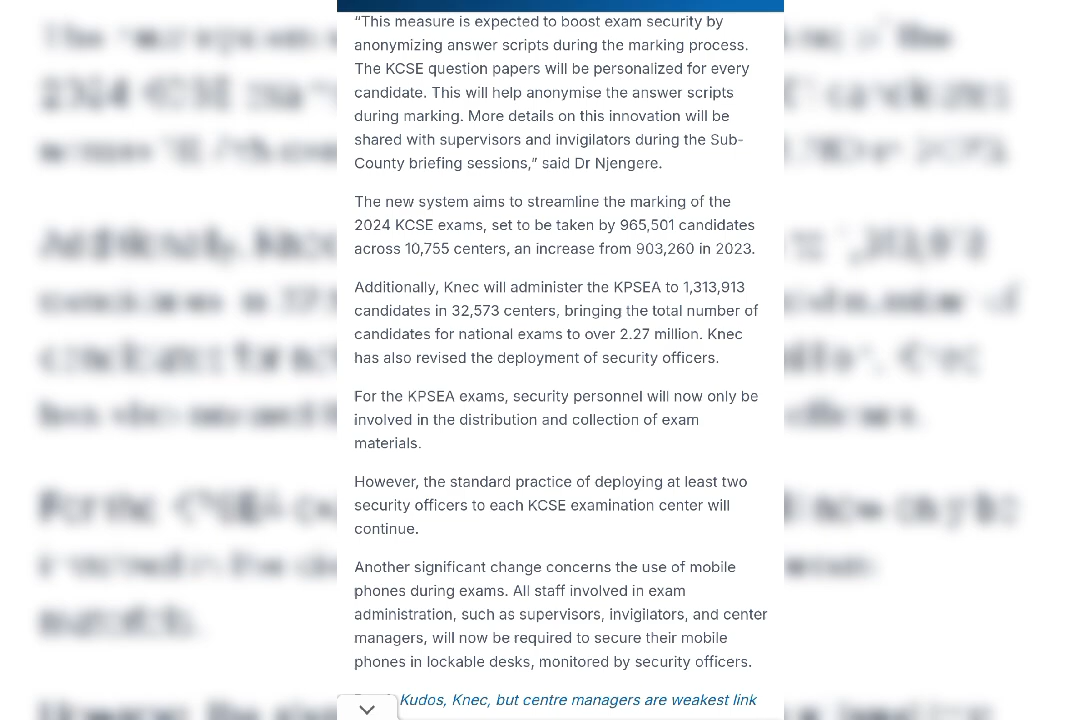 “This measure is expected to boost exam security by
anonymizing answer scripts during the marking process.
The KCSE question papers will be personalized for every
candidate. This will help anonymise the answer scripts
during marking. More details on this innovation will be
shared with supervisors and invigilators during the Sub-
County briefing sessions,” said Dr Njengere.
The new system aims to streamline the marking of the
2024 KCSE exams, set to be taken by 965,501 candidates
across 10,755 centers, an increase from 903,260 in 2023.
Additionally, Knec will administer the KPSEA to 1,313,913
candidates in 32,573 centers, bringing the total number of
candidates for national exams to over 2.27 million. Knec
has also revised the deployment of security officers.
For the KPSEA exams, security personnel will now only be
involved in the distribution and collection of exam
materials.
However, the standard practice of deploying at least two
security officers to each KCSE examination center will
continue.
Another significant change concerns the use of mobile
phones during exams. All staff involved in exam
administration, such as supervisors, invigilators, and center
managers, will now be required to secure their mobile
phones in lockable desks, monitored by security officers.
Kudos, Knec, but centre managers are weakest link